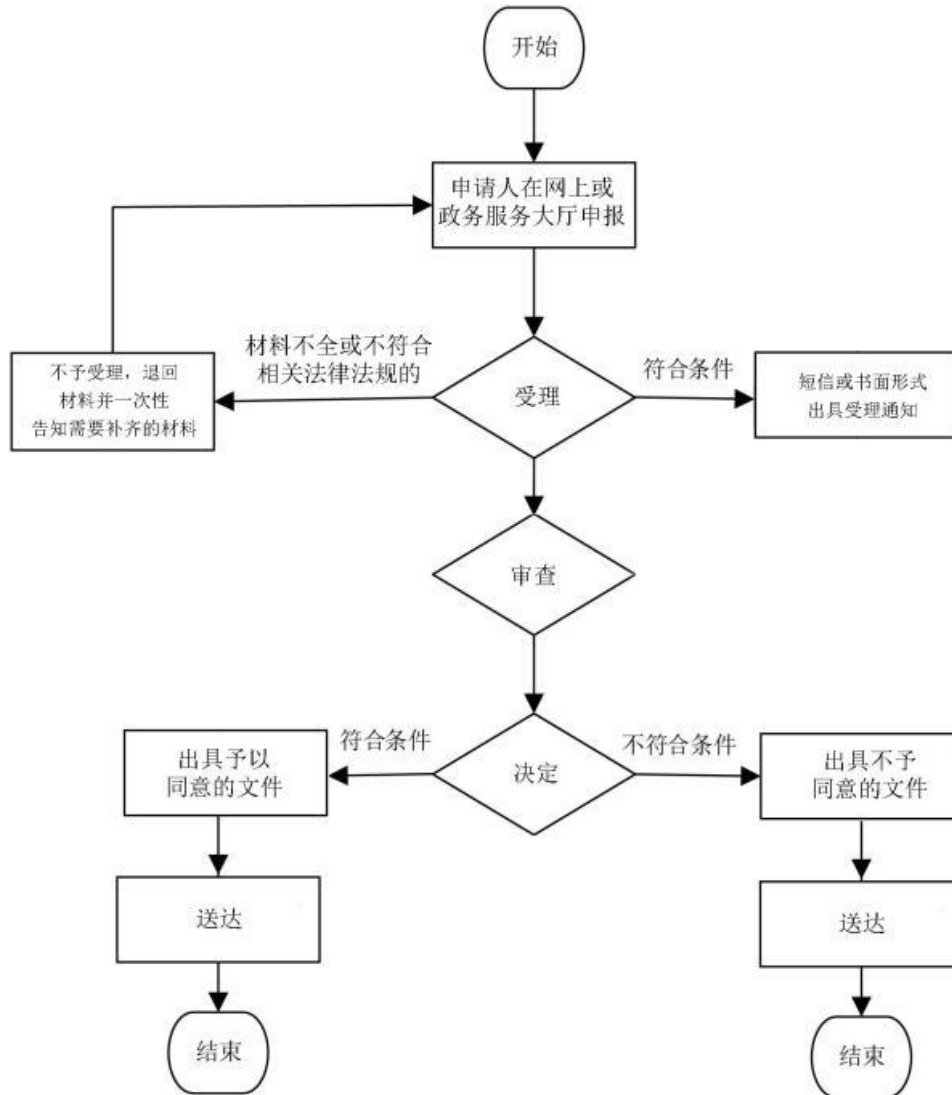 开始
申请人在网上或
政务服务大厅申报
材料不全或不符合
相关法律法规的
符合条件
不予受理，退回
材料并一次性
告知需要补齐的材料
受理
短信或书面形式
出具受理通知
审查
符合条件
不符合条件
出具予以
同意的文件
决定
出具不予
同意的文件
送达
送达
结束
结束